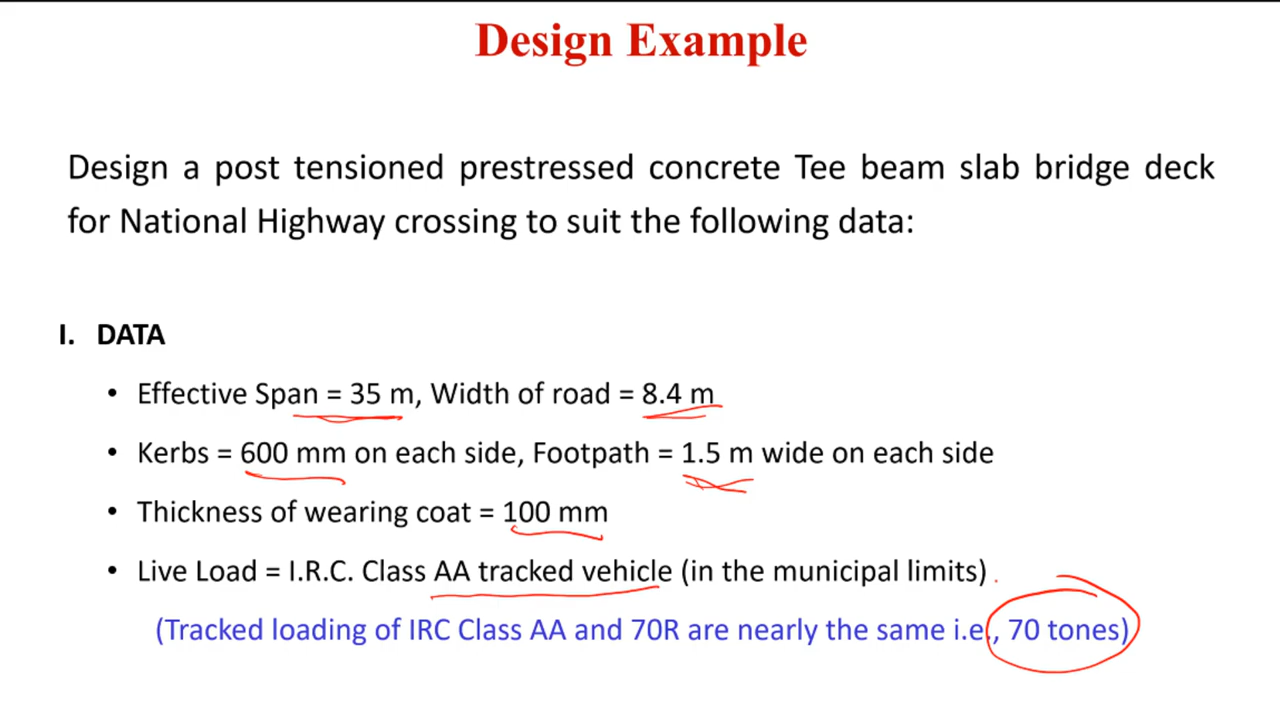 Design Example
Design a post tensioned prestressed concrete Tee beam slab bridge deck
for National Highway crossing to suit the following data:
I. DATA
• Effective Span = 35 m, Width of road = 8.4 m
• Kerbs = 600 mm on each side, Footpath = 1.5 m wide on each side
• Thickness of wearing coat = 100 mm
• Live Load = I.R.C. Class AA tracked vehicle (in the municipal limits)
(Tracked loading of IRC Class AA and 70R are nearly the same i.e., 70 tones)